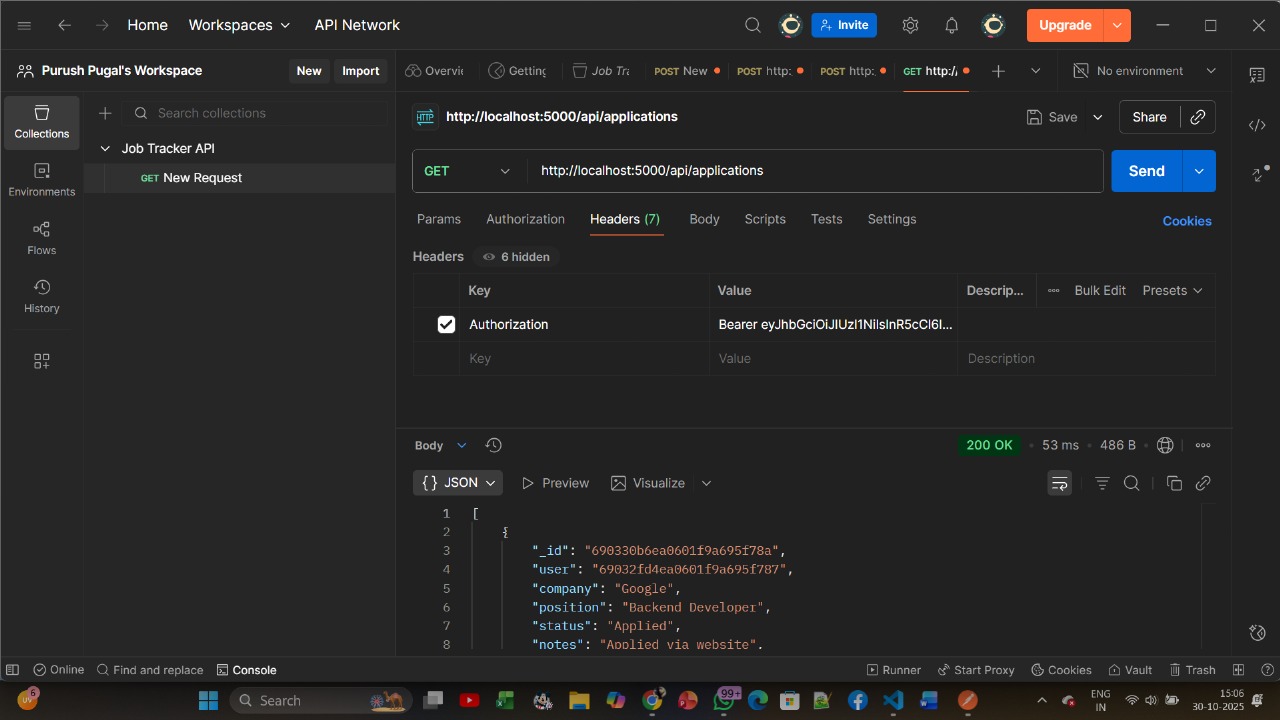 Home Workspaces API Network Invite Upgrade
Purush Pugal's Workspace New Import Overvie Getting Job Tra POST New POST http: POST http: GET http:/ No environment
Collections
Environments
Flows
History
Search collections
Job Tracker API
GET New Request
HTTP http://localhost:5000/api/applications Save Share
GET http://localhost:5000/api/applications Send
Params Authorization Headers (7) Body Scripts Tests Settings Cookies
Headers 6 hidden
Key Value Descrip... Bulk Edit Presets
Authorization Bearer eyJhbGciOiJIUzI1NiIsInR5cCI6I...
Key Value Description
Body 200 OK • 53 ms • 486 B
{} JSON Preview Visualize
1 [
2 {
3 "_id": "690330b6ea0601f9a695f78a",
4 "user": "69032fd4ea0601f9a695f787",
5 "company": "Google",
6 "position": "Backend Developer",
7 "status": "Applied",
8 "notes": "Applied via website",
Online Find and replace Console Runner Start Proxy Cookies Vault Trash
6 Search 99+ ENG 15:06
IN 30-10-2025